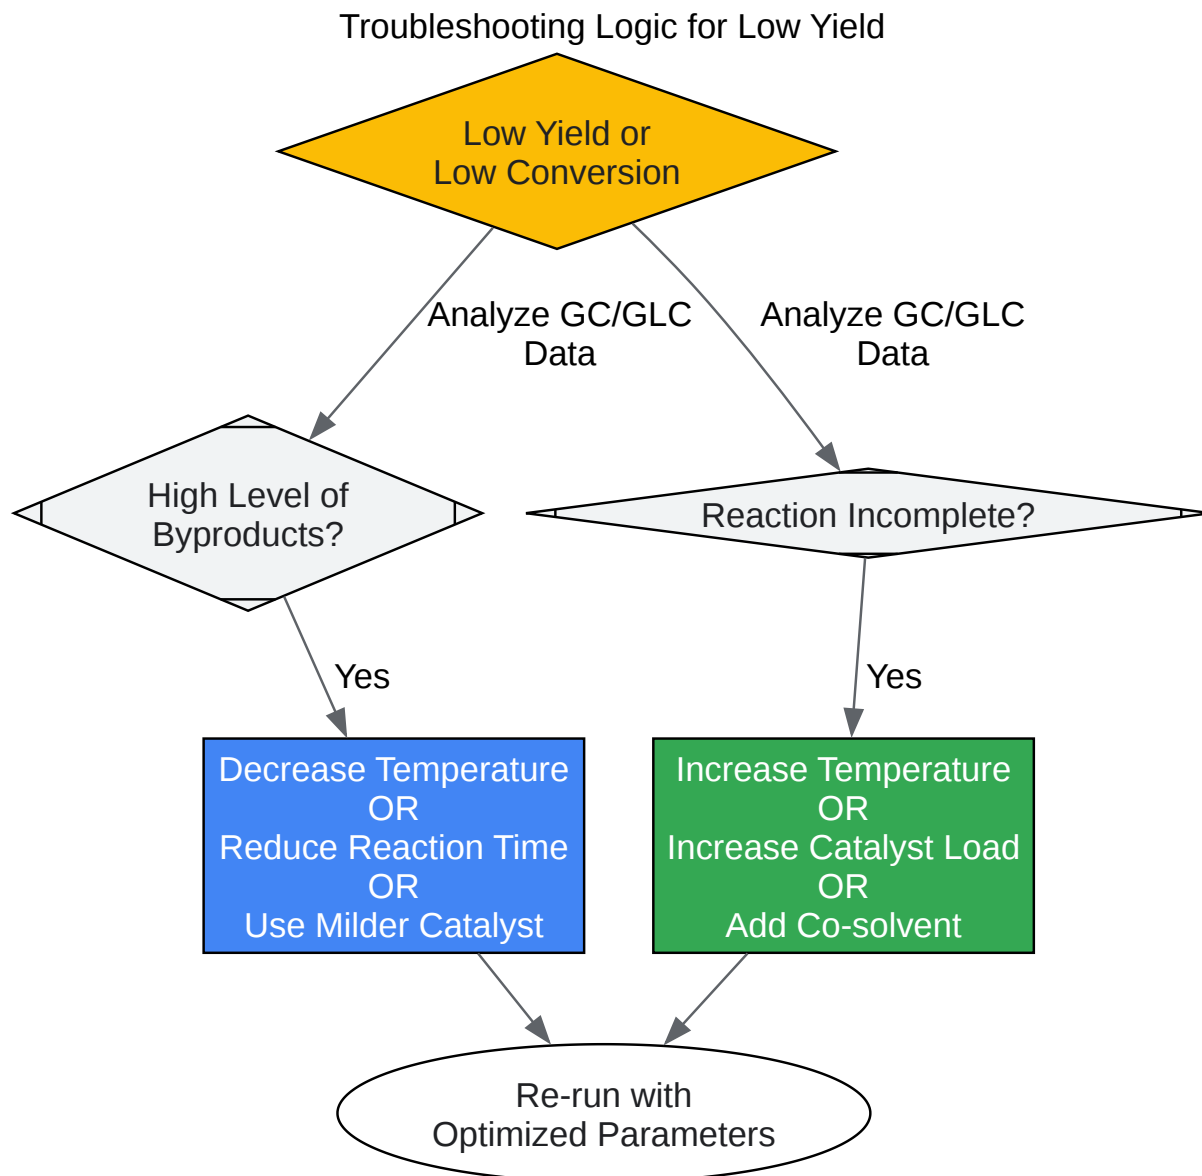 Troubleshooting Logic for Low Yield
Low Yield or
Low Conversion
Analyze GC/GLC
Data
Analyze GC/GLC
Data
High Level of
Byproducts?
Reaction Incomplete?
Yes
Yes
Decrease Temperature
OR
Reduce Reaction Time
OR
Use Milder Catalyst
Increase Temperature
OR
Increase Catalyst Load
OR
Add Co-solvent
Re-run with
Optimized Parameters